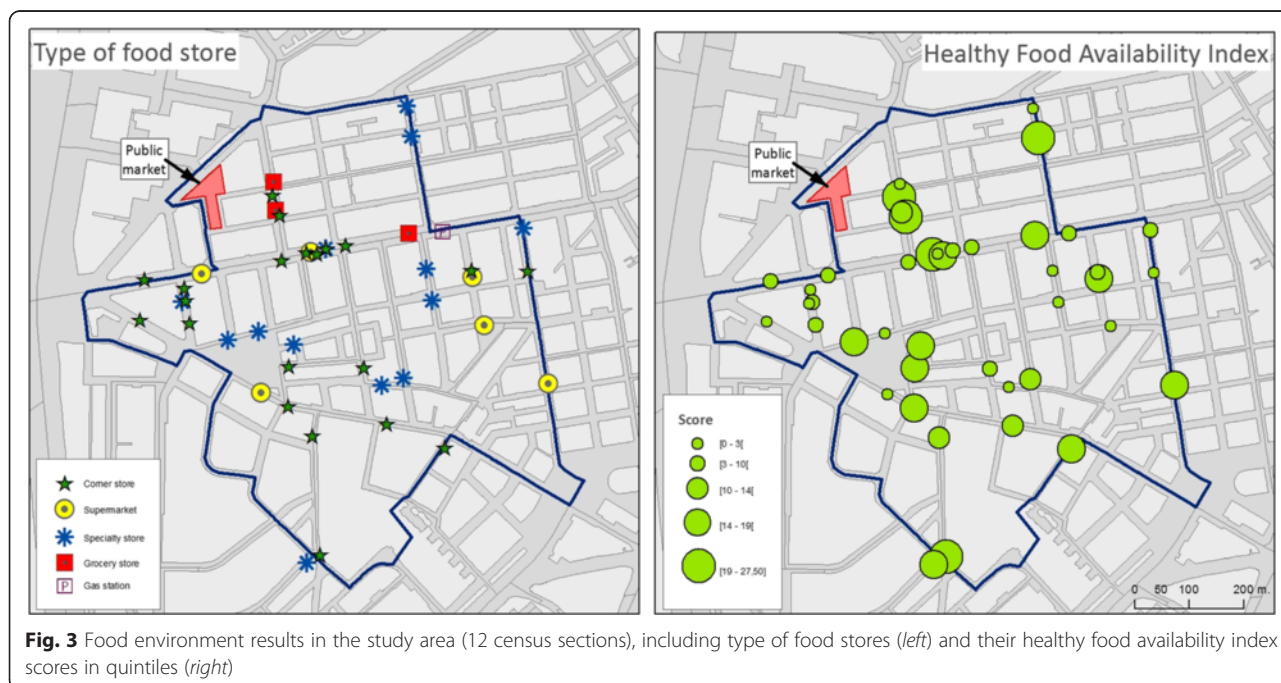 Type of food store
Public
market
Corner store
Supermarket
Specialty store
Grocery store
P
Gas station
P
Healthy Food Availability Index
Public
market
Score
[0 - 3[
[3 - 10[
[10 - 14[
[14 - 19[
[19 - 27,50]
0 50 100 200 m.
Fig. 3 Food environment results in the study area (12 census sections), including type of food stores (left) and their healthy food availability index
scores in quintiles (right)